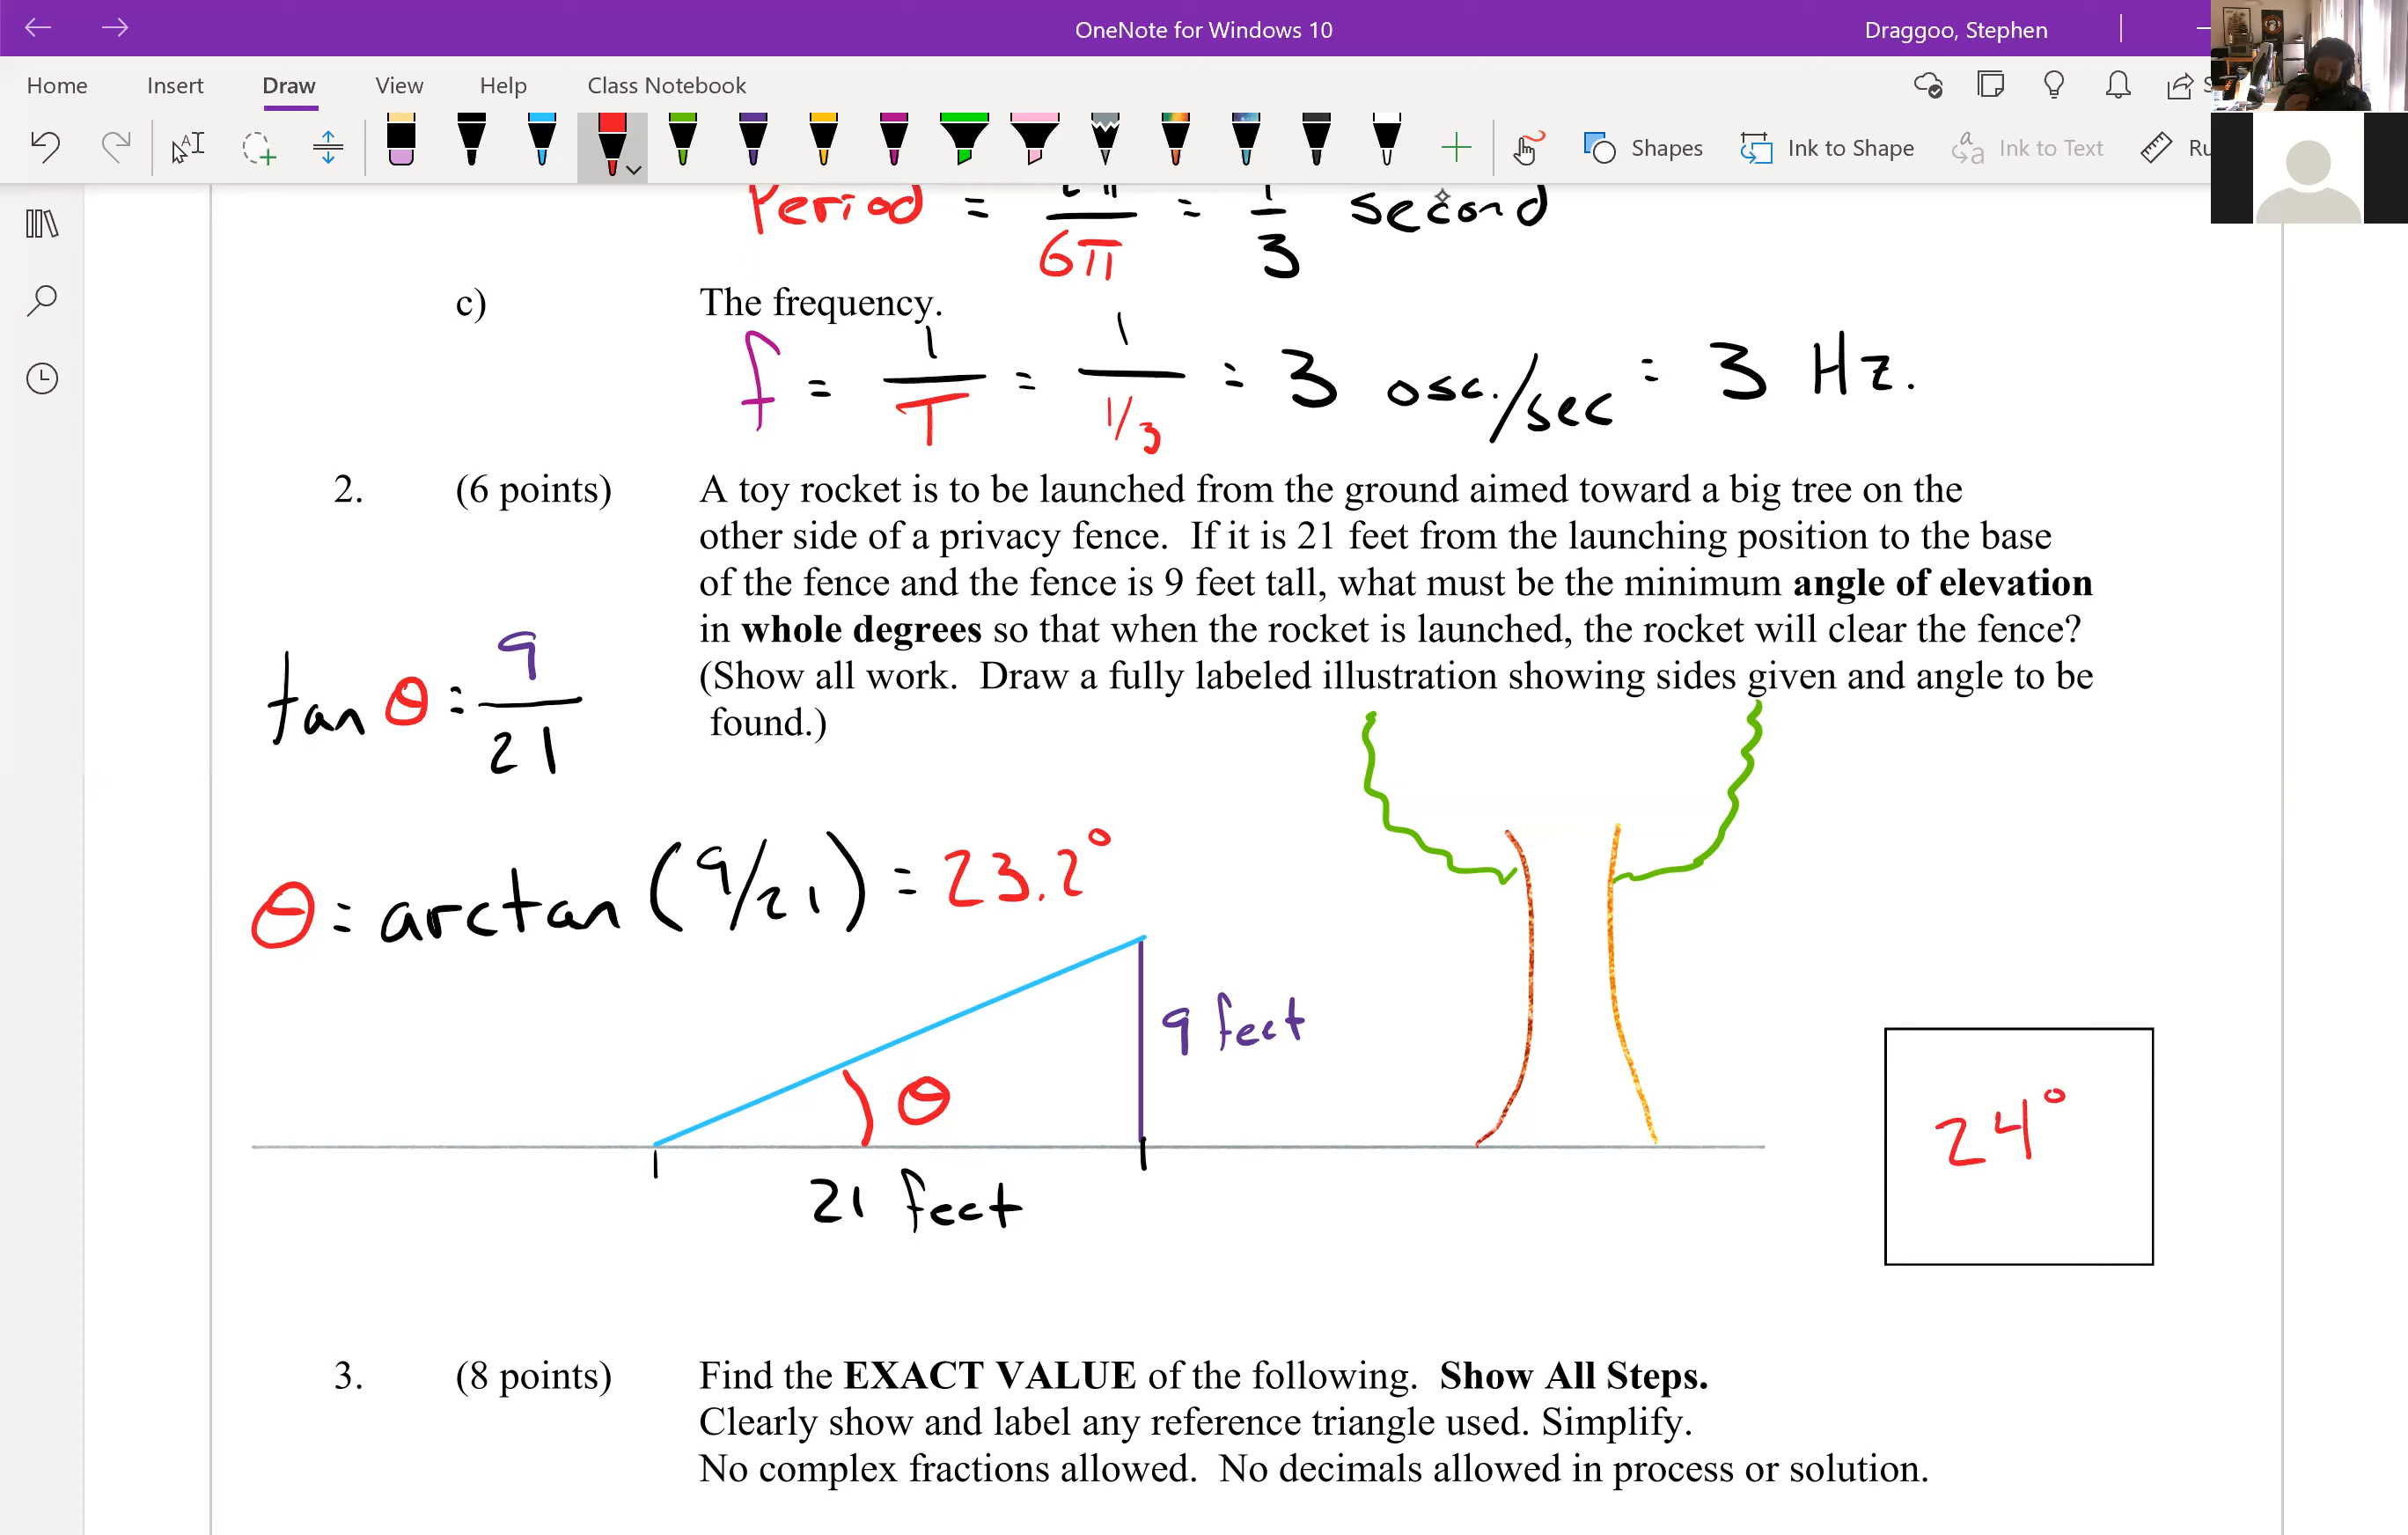 OneNote for Windows 10
Draggoo, Stephen
Home Insert Draw View Help Class Notebook
Shapes Ink to Shape Ink to Text Ru
Period = 2π/6π = 1/3 second
c) The frequency.
f = 1/T = 1/(1/3) = 3 osc./sec = 3 Hz.
2. (6 points) A toy rocket is to be launched from the ground aimed toward a big tree on the
other side of a privacy fence. If it is 21 feet from the launching position to the base
of the fence and the fence is 9 feet tall, what must be the minimum angle of elevation
in whole degrees so that when the rocket is launched, the rocket will clear the fence?
(Show all work. Draw a fully labeled illustration showing sides given and angle to be
found.)
tan θ = 9/21
θ = arctan (9/21) = 23.2°
9 feet
θ
21 feet
24°
3. (8 points) Find the EXACT VALUE of the following. Show All Steps.
Clearly show and label any reference triangle used. Simplify.
No complex fractions allowed. No decimals allowed in process or solution.